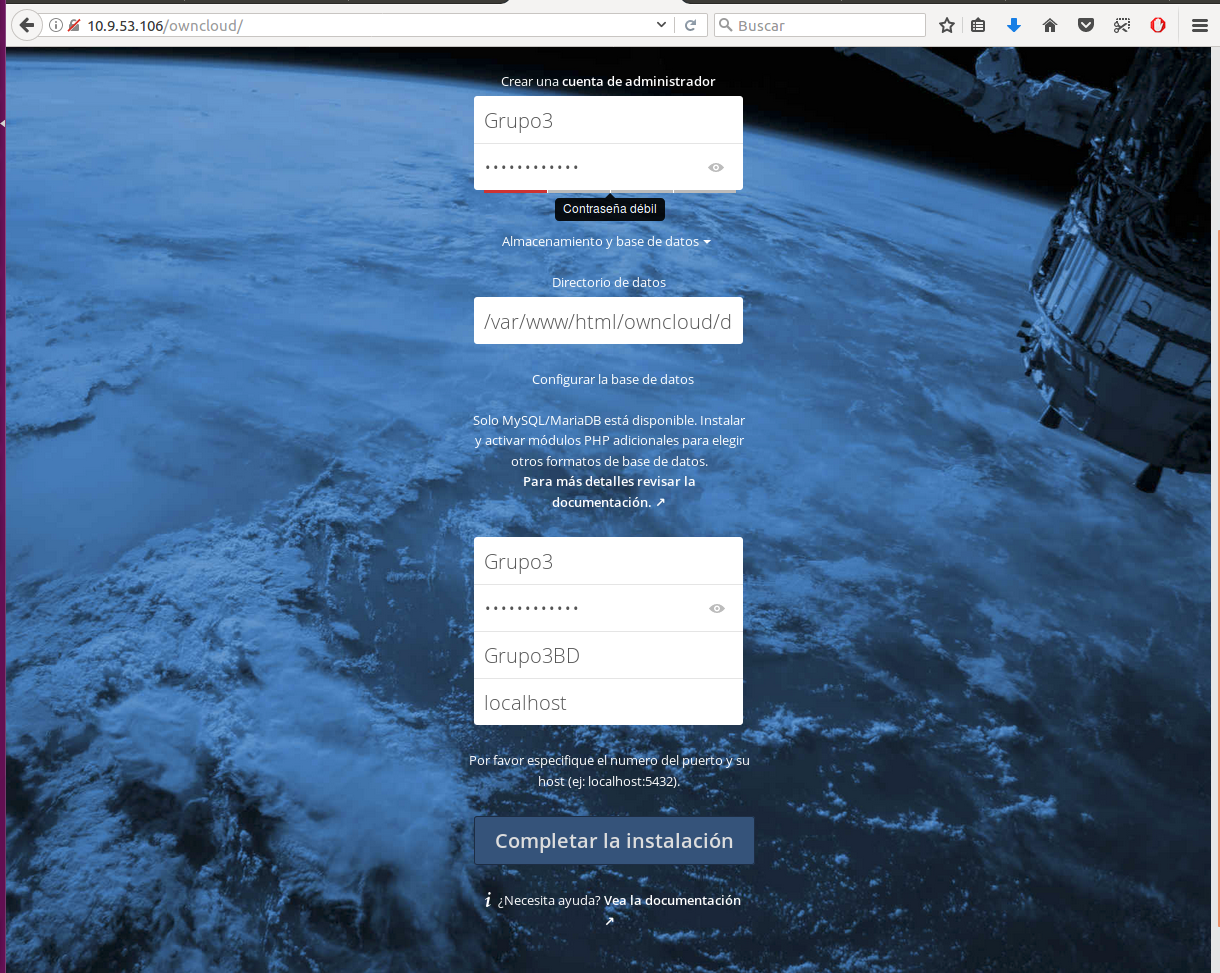 10.9.53.106/owncloud/
Buscar
Crear una cuenta de administrador
Grupo3
••••••••••••
Contraseña débil
Almacenamiento y base de datos
Directorio de datos
/var/www/html/owncloud/d
Configurar la base de datos
Solo MySQL/MariaDB está disponible. Instalar
y activar módulos PHP adicionales para elegir
otros formatos de base de datos.
Para más detalles revisar la
documentación. ↗
Grupo3
••••••••••••
Grupo3BD
localhost
Por favor especifique el numero del puerto y su
host (ej: localhost:5432).
Completar la instalación
i ¿Necesita ayuda? Vea la documentación
↗